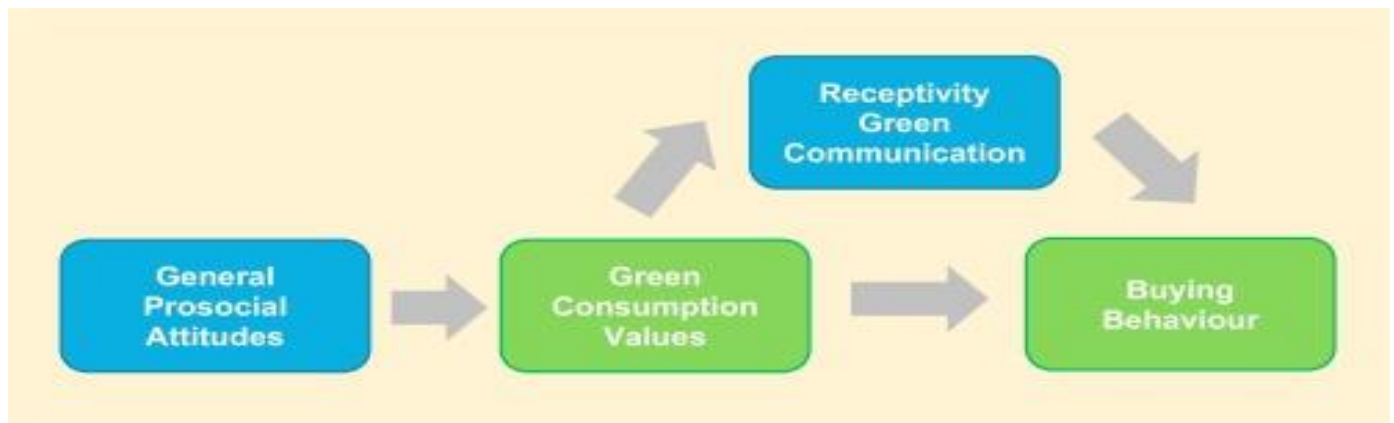 Receptivity
Green
Communication
General
Prosocial
Attitudes
Green
Consumption
Values
Buying
Behaviour